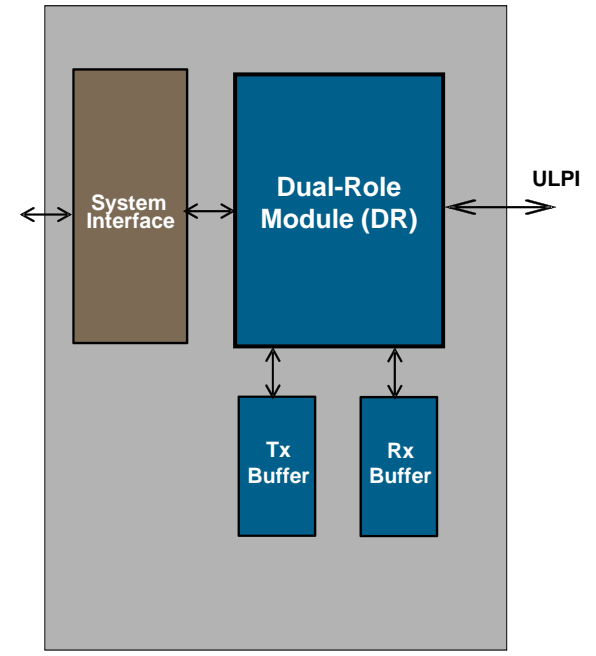 System
Interface
Dual-Role
Module (DR)
ULPI
Tx
Buffer
Rx
Buffer